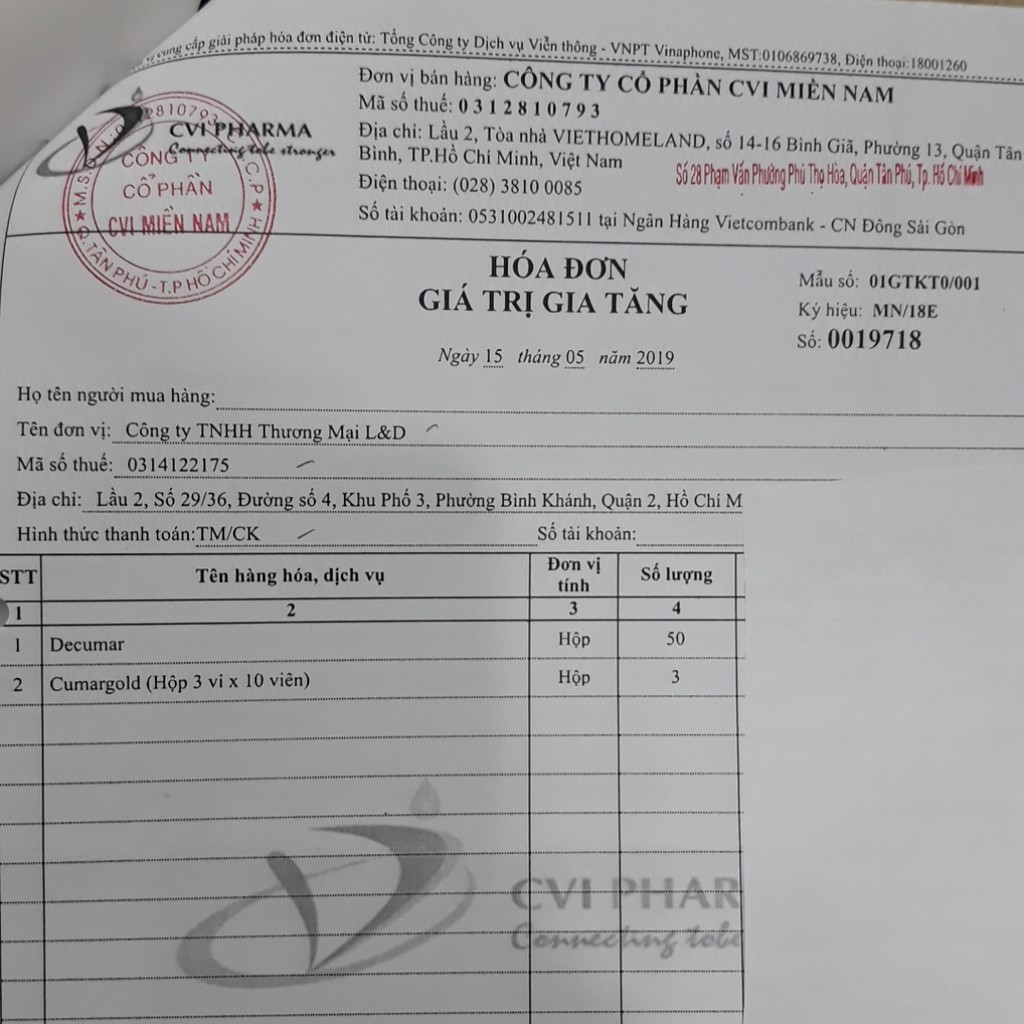 cung cấp giải pháp hóa đơn điện tử: Tổng Công ty Dịch vụ Viễn thông - VNPT Vinaphone, MST:0106869738, Điện thoại:18001260
Đơn vị bán hàng: CÔNG TY CỔ PHẦN CVI MIỀN NAM
Mã số thuế: 0312810793
Địa chỉ: Lầu 2, Tòa nhà VIETHOMELAND, số 14-16 Bình Giã, Phường 13, Quận Tân
Bình, TP.Hồ Chí Minh, Việt Nam
Số 28 Phạm Vấn Phường Phú Thọ Hòa, Quận Tân Phú, Tp. Hồ Chí Minh
Điện thoại: (028) 3810 0085
Số tài khoản: 0531002481511 tại Ngân Hàng Vietcombank - CN Đông Sài Gòn
CVI PHARMA
Connecting tobe stronger
CÔNG TY
CỔ PHẦN
CVI MIỀN NAM
Q.TÂN PHÚ - T.P HỒ CHÍ MINH
HÓA ĐƠN
GIÁ TRỊ GIA TĂNG
Ngày 15 tháng 05 năm 2019
Mẫu số: 01GTKT0/001
Ký hiệu: MN/18E
Số: 0019718
Họ tên người mua hàng:
Tên đơn vị: Công ty TNHH Thương Mại L&D
Mã số thuế: 0314122175
Địa chỉ: Lầu 2, Số 29/36, Đường số 4, Khu Phố 3, Phường Bình Khánh, Quận 2, Hồ Chí M
Hình thức thanh toán:TM/CK Số tài khoản:
STT Tên hàng hóa, dịch vụ Đơn vị tính Số lượng
1 2 3 4
1 Decumar Hộp 50
2 Cumargold (Hộp 3 vi x 10 viên) Hộp 3
CVI PHAR
Connecting tobe